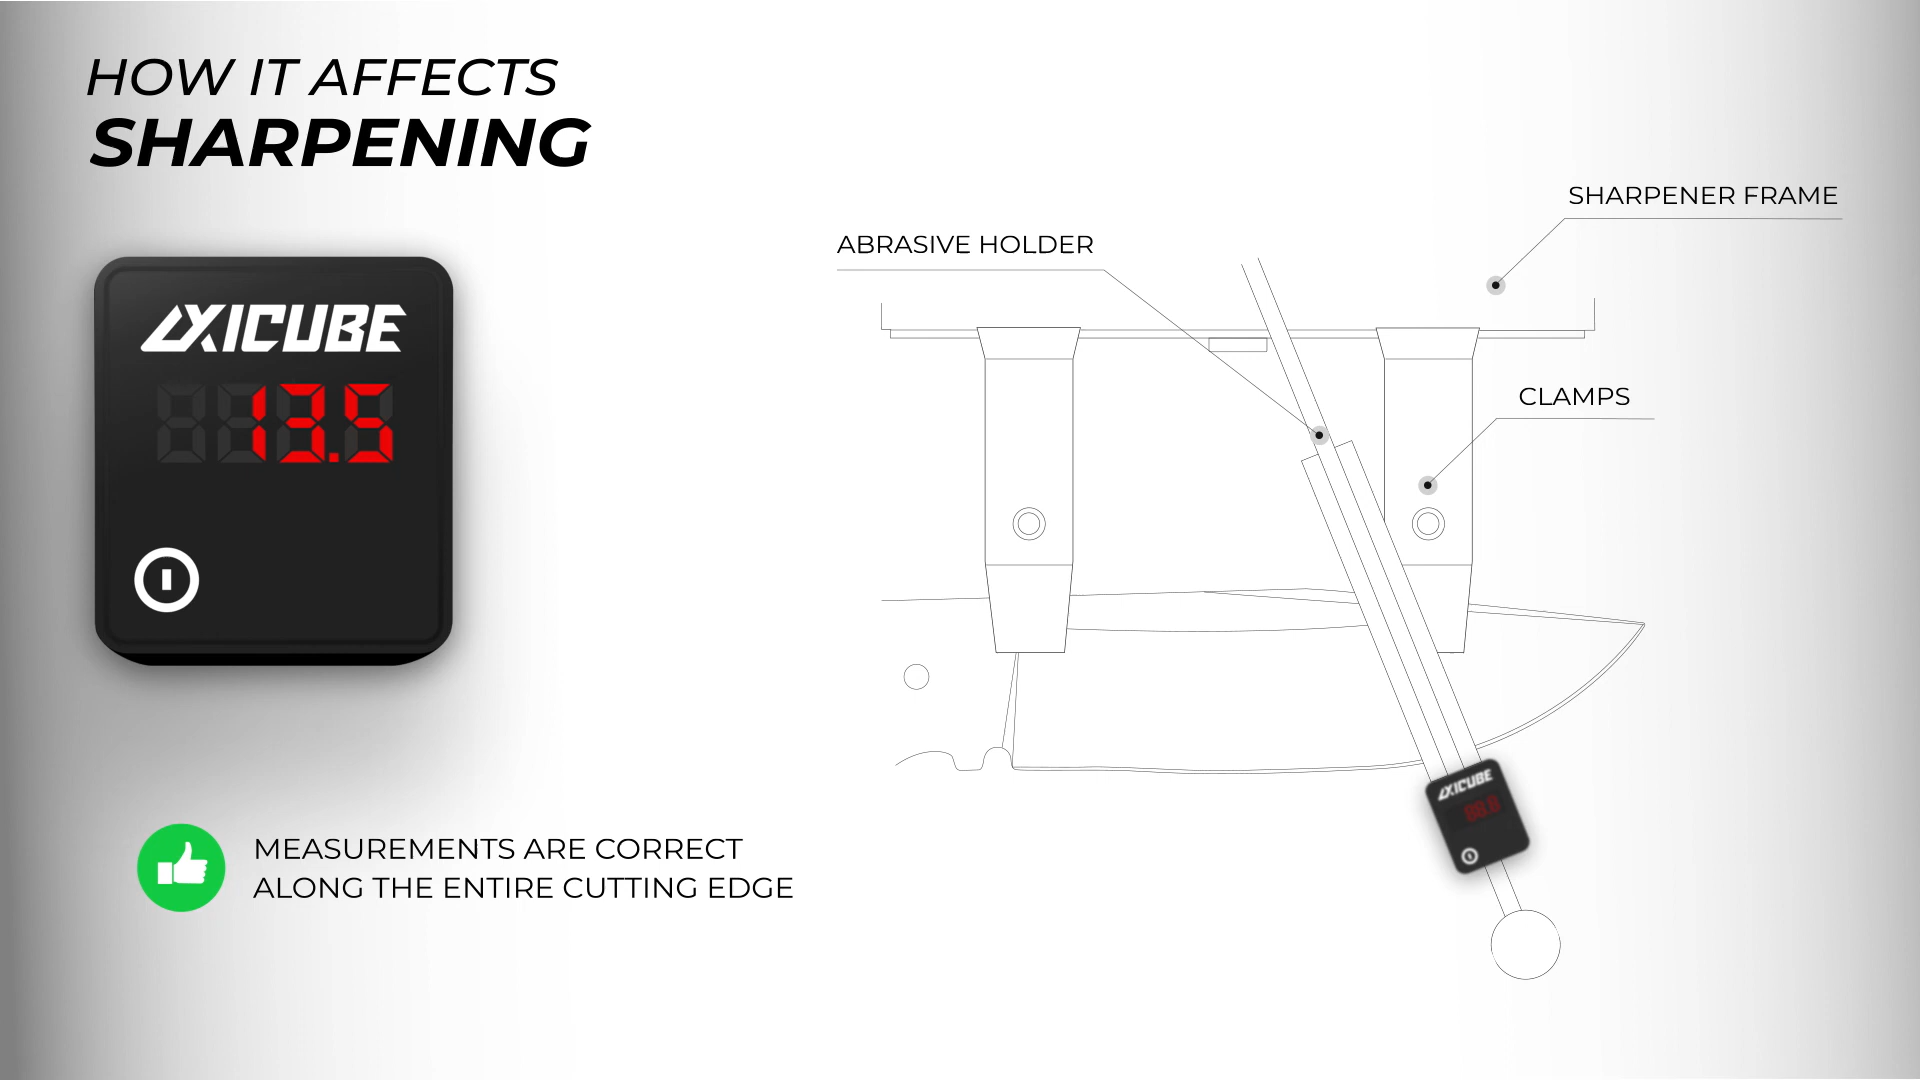 HOW IT AFFECTS
SHARPENING
AXICUBE
13.5
MEASUREMENTS ARE CORRECT
ALONG THE ENTIRE CUTTING EDGE
ABRASIVE HOLDER
SHARPENER FRAME
CLAMPS
AXICUBE